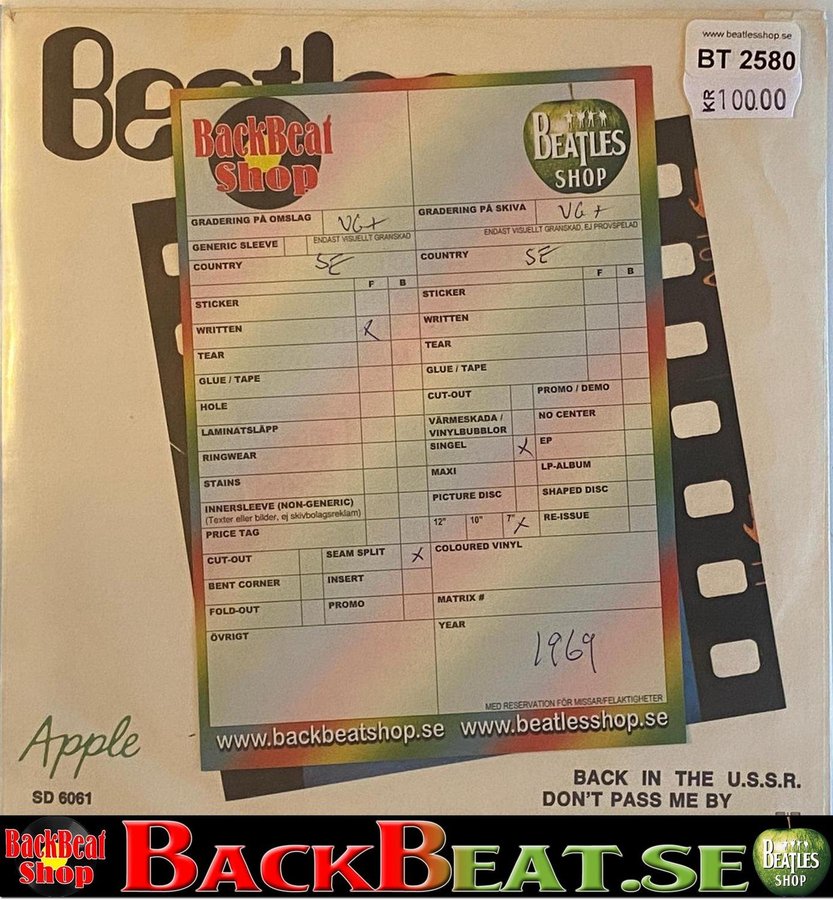 Beatles
www.beatlesshop.se
BT 2580
KR 100.00
BackBeat
Shop
BEATLES
SHOP
GRADERING PÅ OMSLAG VG+
ENDAST VISUELLT GRANSKAD
GENERIC SLEEVE
COUNTRY SE
F B
STICKER
WRITTEN X
TEAR
GLUE / TAPE
HOLE
LAMINATSLÄPP
RINGWEAR
STAINS
INNERSLEEVE (NON-GENERIC)
(Texter eller bilder, ej skivbolagsreklam)
PRICE TAG
CUT-OUT SEAM SPLIT X
BENT CORNER INSERT
FOLD-OUT PROMO
ÖVRIGT
GRADERING PÅ SKIVA VG+
ENDAST VISUELLT GRANSKAD, EJ PROVSPELAD
COUNTRY SE
F B
STICKER
WRITTEN
TEAR
GLUE / TAPE
CUT-OUT PROMO / DEMO
VÄRMESKADA / NO CENTER
VINYLBUBBLOR
SINGEL X EP
MAXI LP-ALBUM
PICTURE DISC SHAPED DISC
12" 10" 7" X RE-ISSUE
COLOURED VINYL
MATRIX #
YEAR
1969
MED RESERVATION FÖR MISSAR/FELAKTIGHETER
www.backbeatshop.se www.beatlesshop.se
Apple
SD 6061
BACK IN THE U.S.S.R.
DON'T PASS ME BY
BackBeat
Shop
BACKBEAT.SE
BEATLES
SHOP